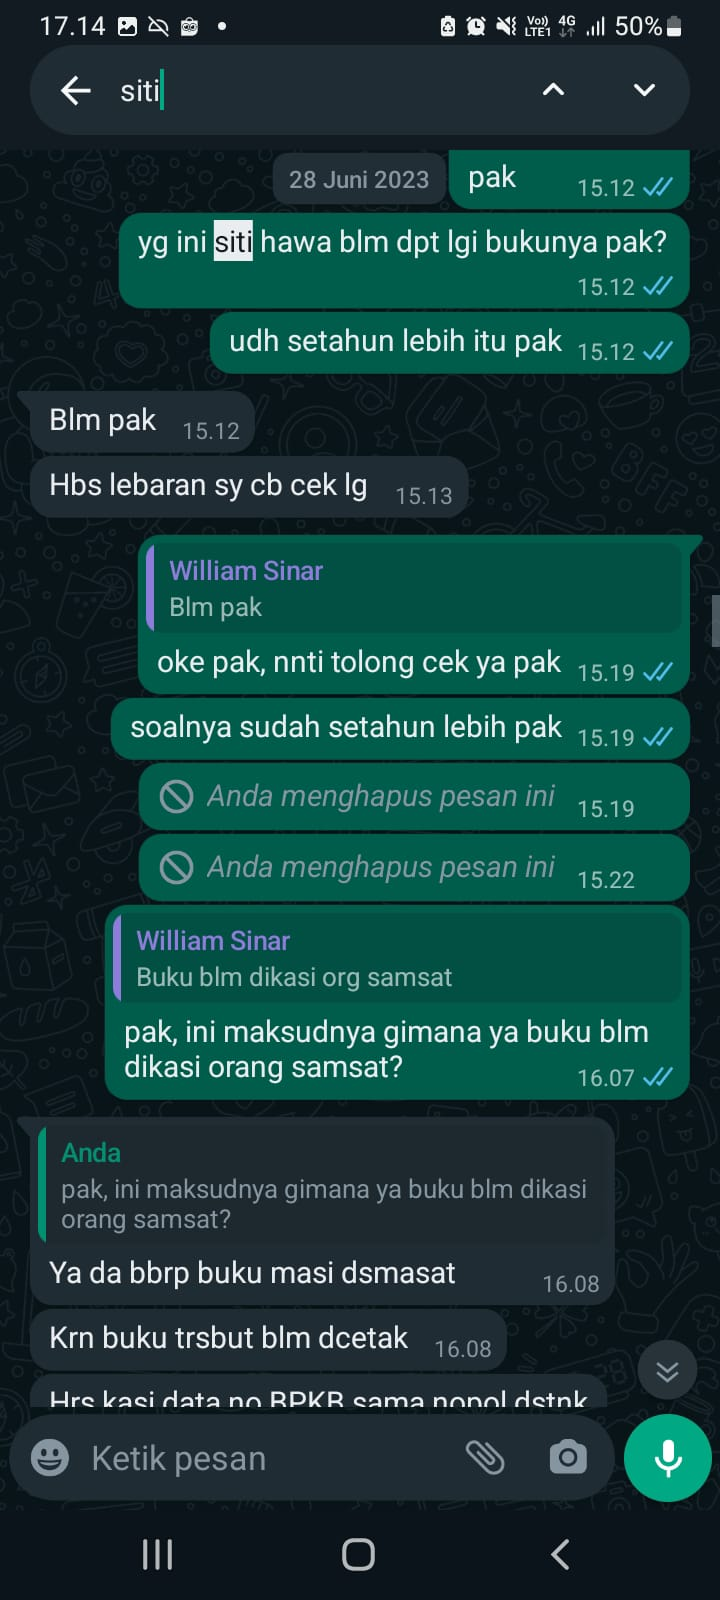 17.14
Vo)) LTE1 4G 50%
siti
28 Juni 2023
pak 15.12
yg ini siti hawa blm dpt lgi bukunya pak?
15.12
udh setahun lebih itu pak 15.12
Blm pak 15.12
Hbs lebaran sy cb cek lg 15.13
William Sinar
Blm pak
oke pak, nnti tolong cek ya pak 15.19
soalnya sudah setahun lebih pak 15.19
Anda menghapus pesan ini 15.19
Anda menghapus pesan ini 15.22
William Sinar
Buku blm dikasi org samsat
pak, ini maksudnya gimana ya buku blm
dikasi orang samsat? 16.07
Anda
pak, ini maksudnya gimana ya buku blm dikasi
orang samsat?
Ya da bbrp buku masi dsmasat 16.08
Krn buku trsbut blm dcetak 16.08
Hrs kasi data no BPKB sama nopol dstnk
Ketik pesan